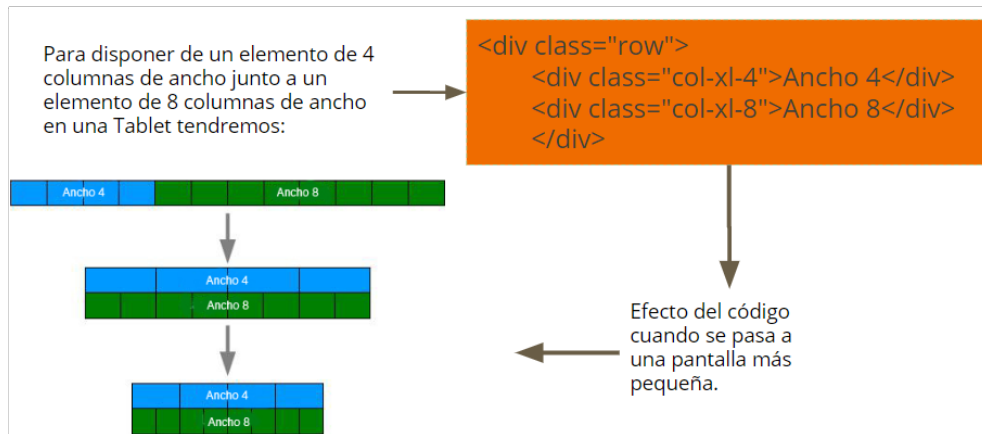 Para disponer de un elemento de 4
columnas de ancho junto a un
elemento de 8 columnas de ancho
en una Tablet tendremos:
<div class="row">
<div class="col-xl-4">Ancho 4</div>
<div class="col-xl-8">Ancho 8</div>
</div>
Ancho 4 Ancho 8
Ancho 4
Ancho 8
Ancho 4
Ancho 8
Efecto del código
cuando se pasa a
una pantalla más
pequeña.